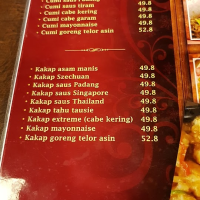 • Cumi saus tiram 49.8
• Cumi cabe kering 49.8
• Cumi cabe garam 49.8
• Cumi mayonnaise 49.8
• Cumi goreng telor asin 52.8
• Kakap asam manis 49.8
• Kakap Szechuan 49.8
• Kakap saus Padang 49.8
• Kakap saus Singapore 49.8
• Kakap saus Thailand 49.8
• Kakap tahu tausie 49.8
• Kakap extreme (cabe kering) 49.8
• Kakap mayonnaise 49.8
• Kakap goreng telor asin 52.8